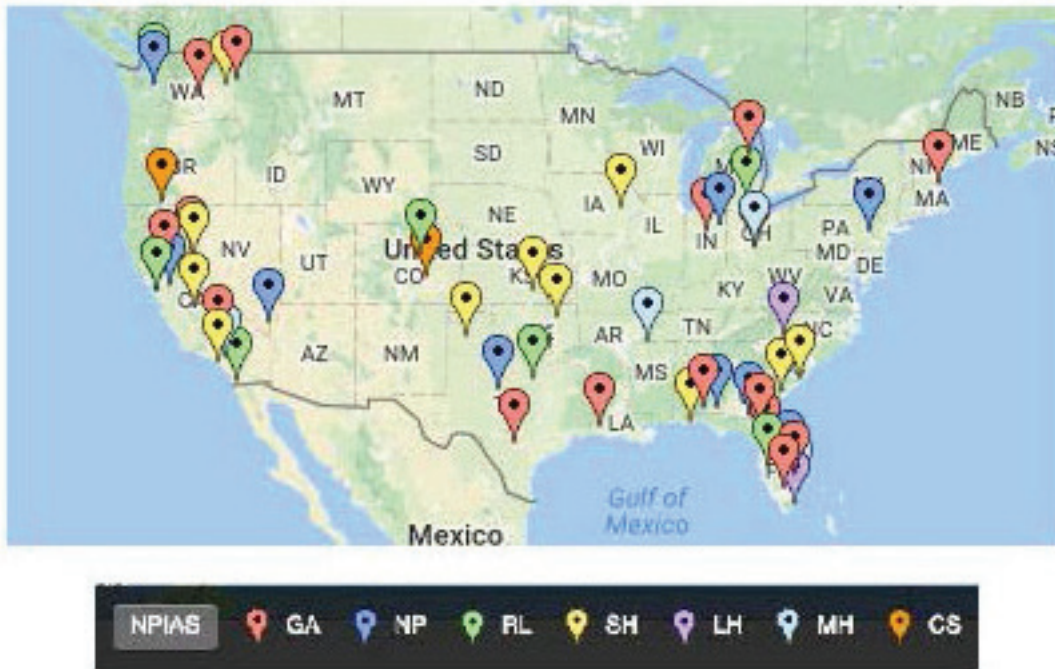 NB
MT
ND
WA
MN
ME
NS
OR
SD
WI
ID
WY
MA
IA
NE
PA
IL
IN
OH
MD
NV
United States
UT
CO
KS
MO
WV
DE
KY
VA
AZ
NM
AR
TN
NC
MS
LA
Gulf of
Mexico
Mexico
NPIAS GA NP RL SH LH MH CS